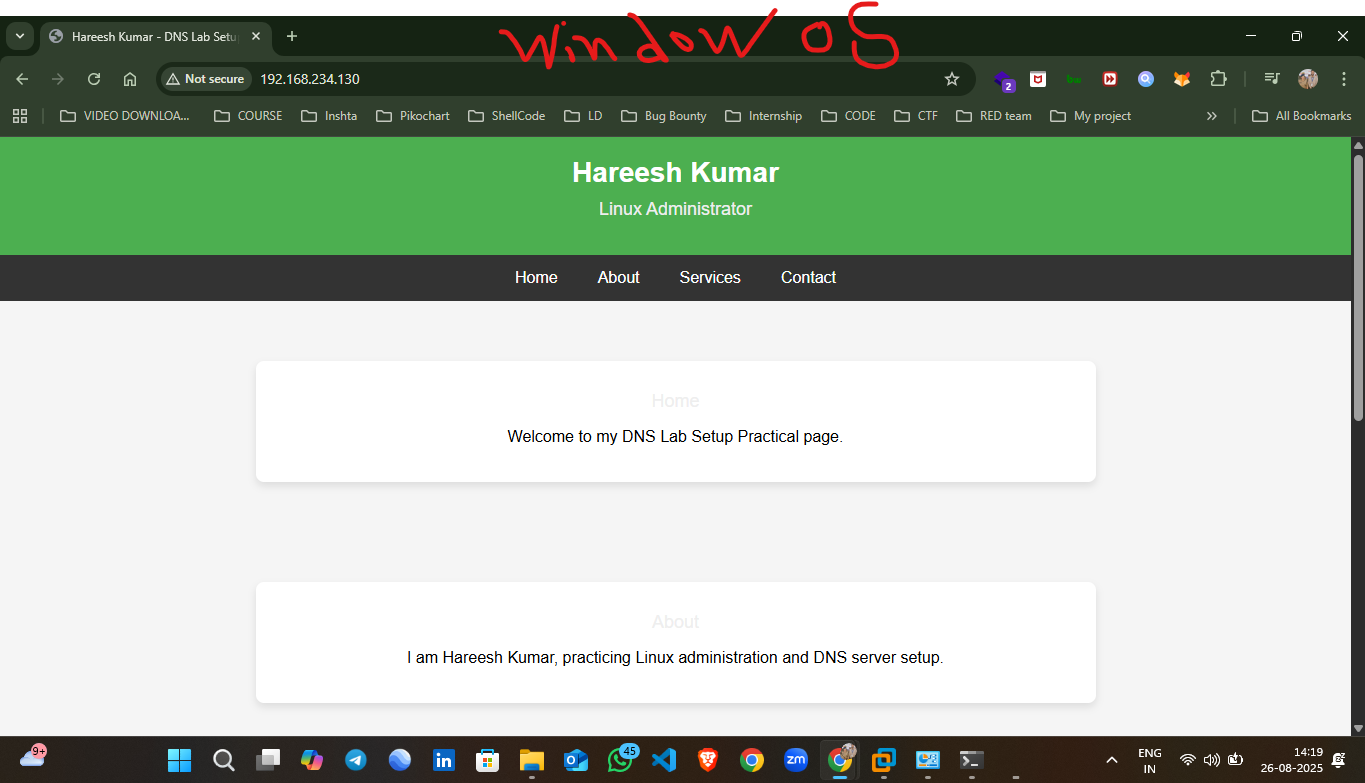 window OS
Hareesh Kumar - DNS Lab Setu
Not secure 192.168.234.130
2
VIDEO DOWNLOA... COURSE Inshta Pikochart ShellCode LD Bug Bounty Internship CODE CTF RED team My project All Bookmarks
Hareesh Kumar
Linux Administrator
Home About Services Contact
Home
Welcome to my DNS Lab Setup Practical page.
About
I am Hareesh Kumar, practicing Linux administration and DNS server setup.
9+ 45 zm ENG 14:19
IN 26-08-2025